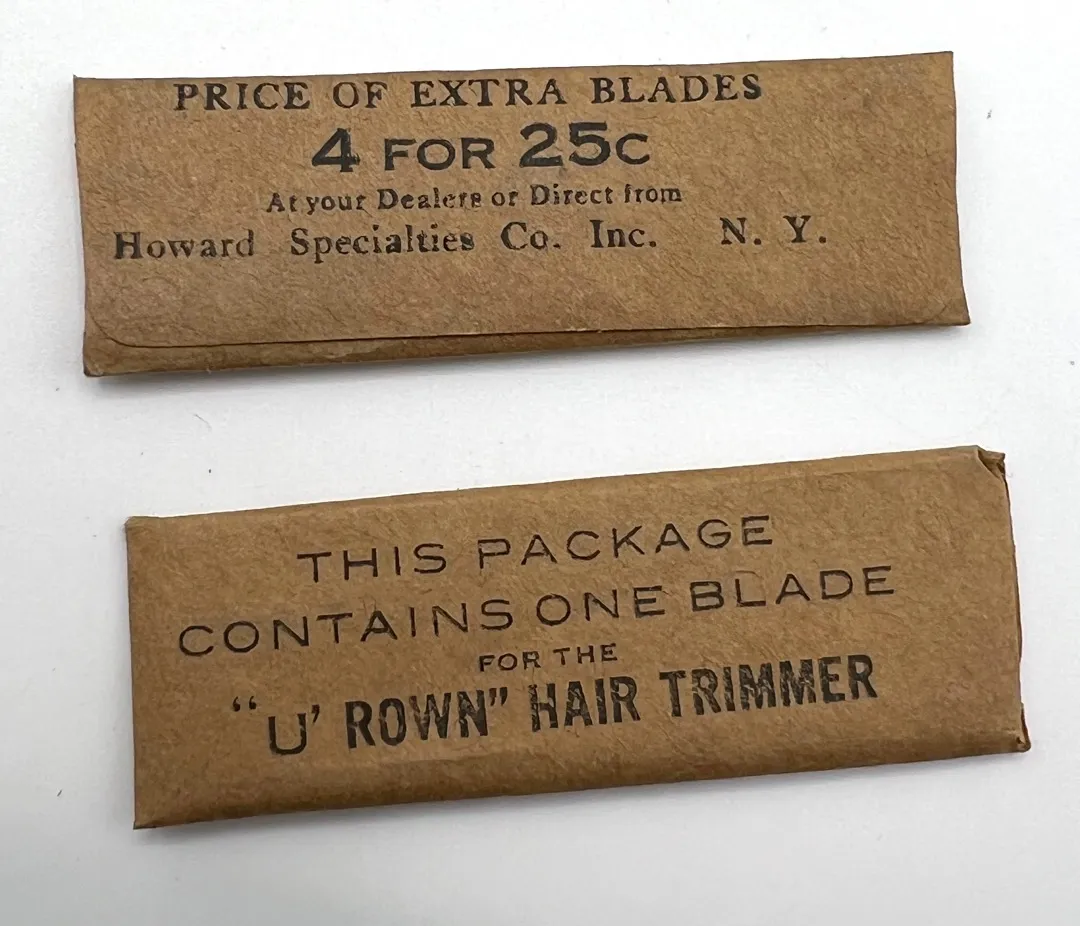 PRICE OF EXTRA BLADES
4 FOR 25C
At your Dealers or Direct from
Howard Specialties Co. Inc. N. Y.
THIS PACKAGE
CONTAINS ONE BLADE
FOR THE
“U’ ROWN” HAIR TRIMMER